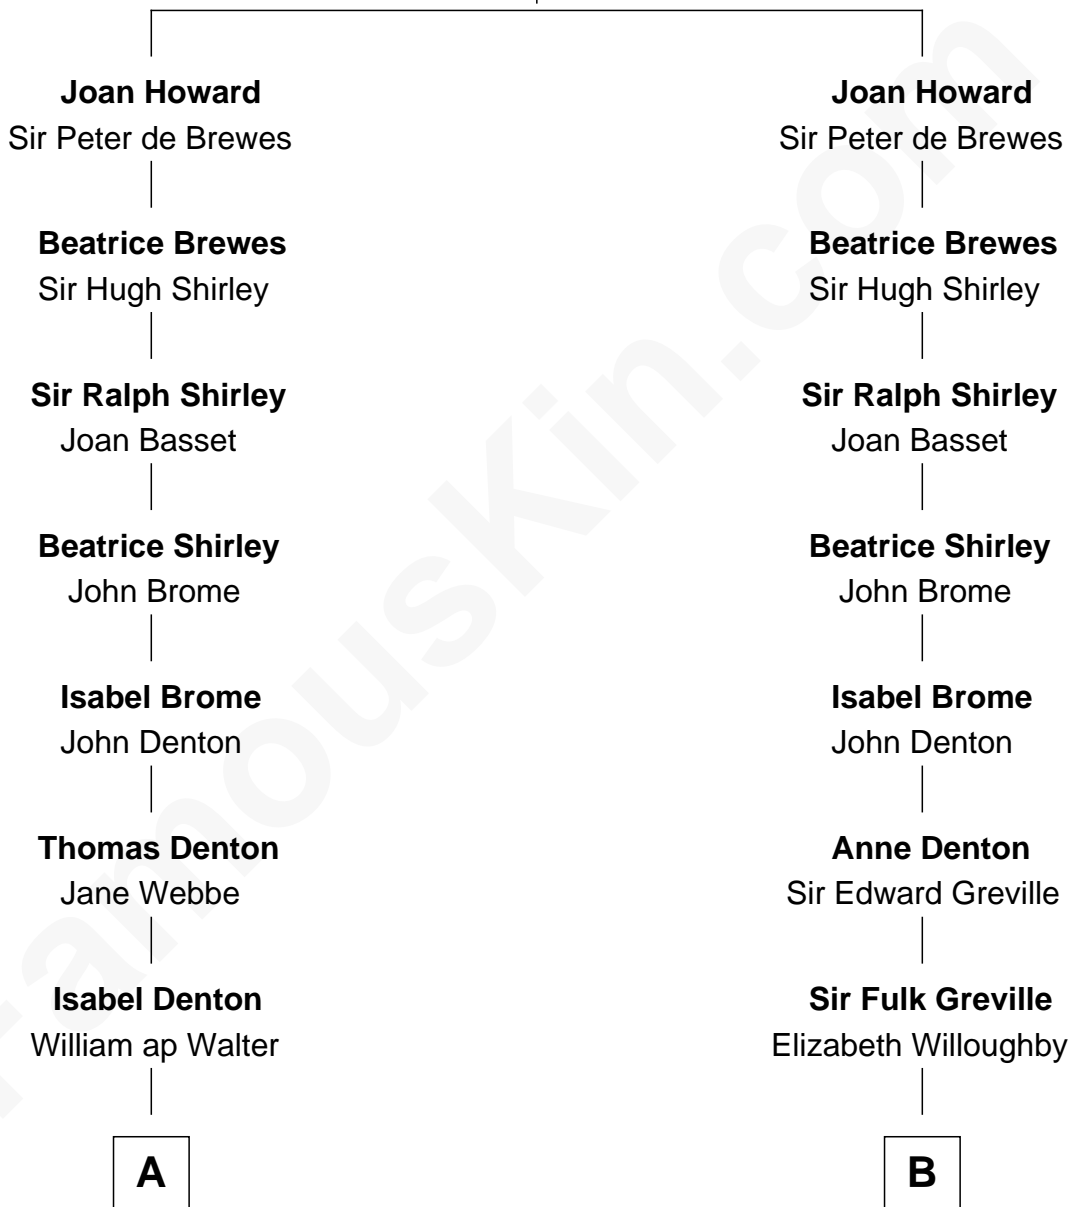 Joan Howard
Sir Peter de Brewes
Beatrice Brewes
Sir Hugh Shirley
Sir Ralph Shirley
Joan Basset
Beatrice Shirley
John Brome
Isabel Brome
John Denton
Thomas Denton
Jane Webbe
Isabel Denton
William ap Walter
A
Joan Howard
Sir Peter de Brewes
Beatrice Brewes
Sir Hugh Shirley
Sir Ralph Shirley
Joan Basset
Beatrice Shirley
John Brome
Isabel Brome
John Denton
Anne Denton
Sir Edward Greville
Sir Fulk Greville
Elizabeth Willoughby
B
FamousKin.com